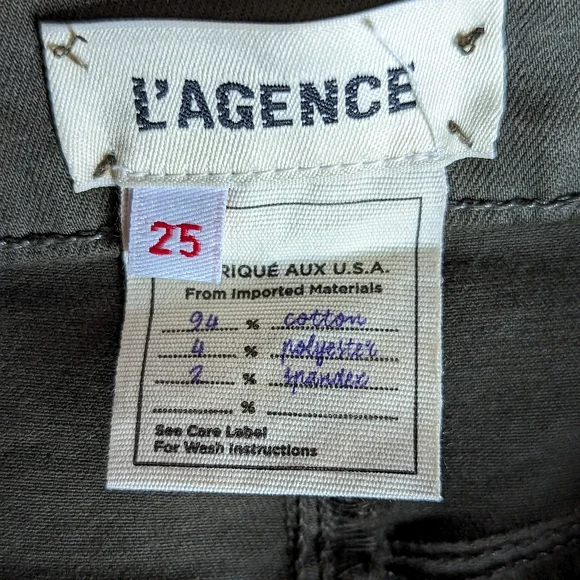 L'AGENCE
25
RIQUÉ AUX U.S.A.
From Imported Materials
94 % cotton
4 % polyester
2 % spandex
%
See Care Label
For Wash Instructions